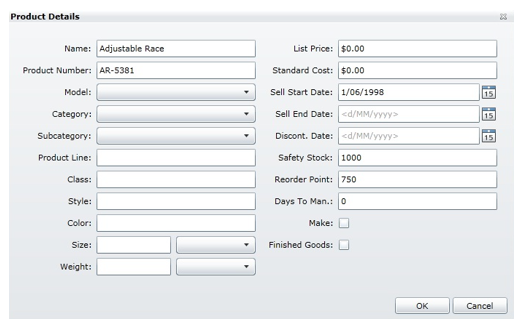 Product Details
Name: Adjustable Race
Product Number: AR-5381
Model:
Category:
Subcategory:
Product Line:
Class:
Style:
Color:
Size:
Weight:
List Price: $0.00
Standard Cost: $0.00
Sell Start Date: 1/06/1998 15
Sell End Date: <d/MM/yyyy> 15
Discont. Date: <d/MM/yyyy> 15
Safety Stock: 1000
Reorder Point: 750
Days To Man.: 0
Make:
Finished Goods:
OK Cancel